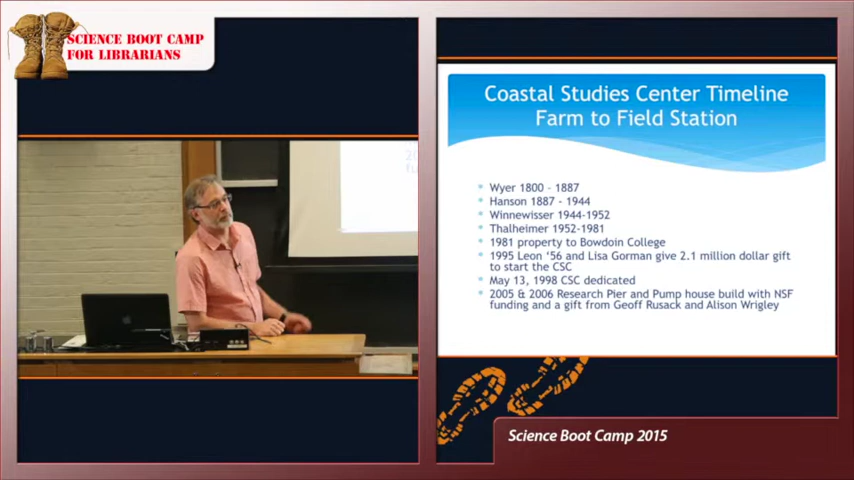 SCIENCE BOOT CAMP
FOR LIBRARIANS
Coastal Studies Center Timeline
Farm to Field Station
Wyer 1800 - 1887
Hanson 1887 - 1944
Winnewisser 1944-1952
Thalheimer 1952-1981
1981 property to Bowdoin College
1995 Leon '56 and Lisa Gorman give 2.1 million dollar gift
to start the CSC
May 13, 1998 CSC dedicated
2005 & 2006 Research Pier and Pump house build with NSF
funding and a gift from Geoff Rusack and Alison Wrigley
Science Boot Camp 2015